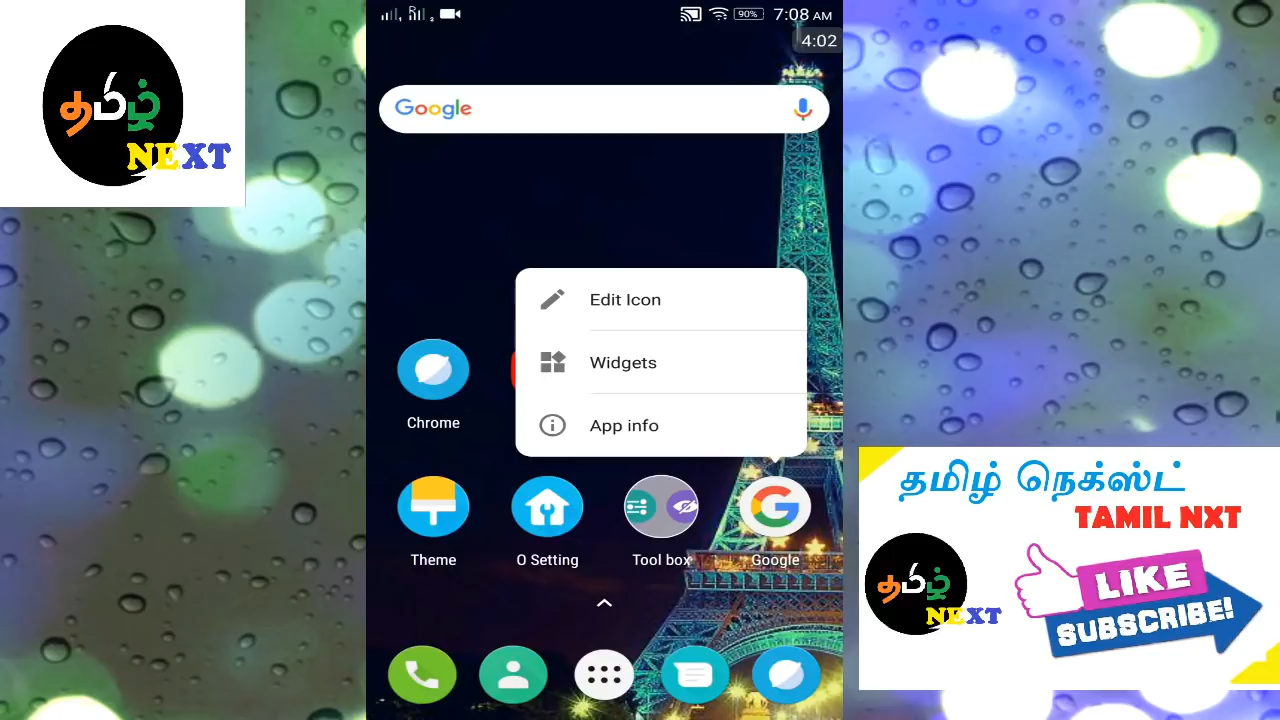 தமிழ்
NEXT
90% 7:08 AM
4:02
Google
Edit Icon
Widgets
App info
Chrome
Theme
O Setting
Tool box
Google
தமிழ் நெக்ஸ்ட்
TAMIL NXT
தமிழ்
NEXT
LIKE
SUBSCRIBE!